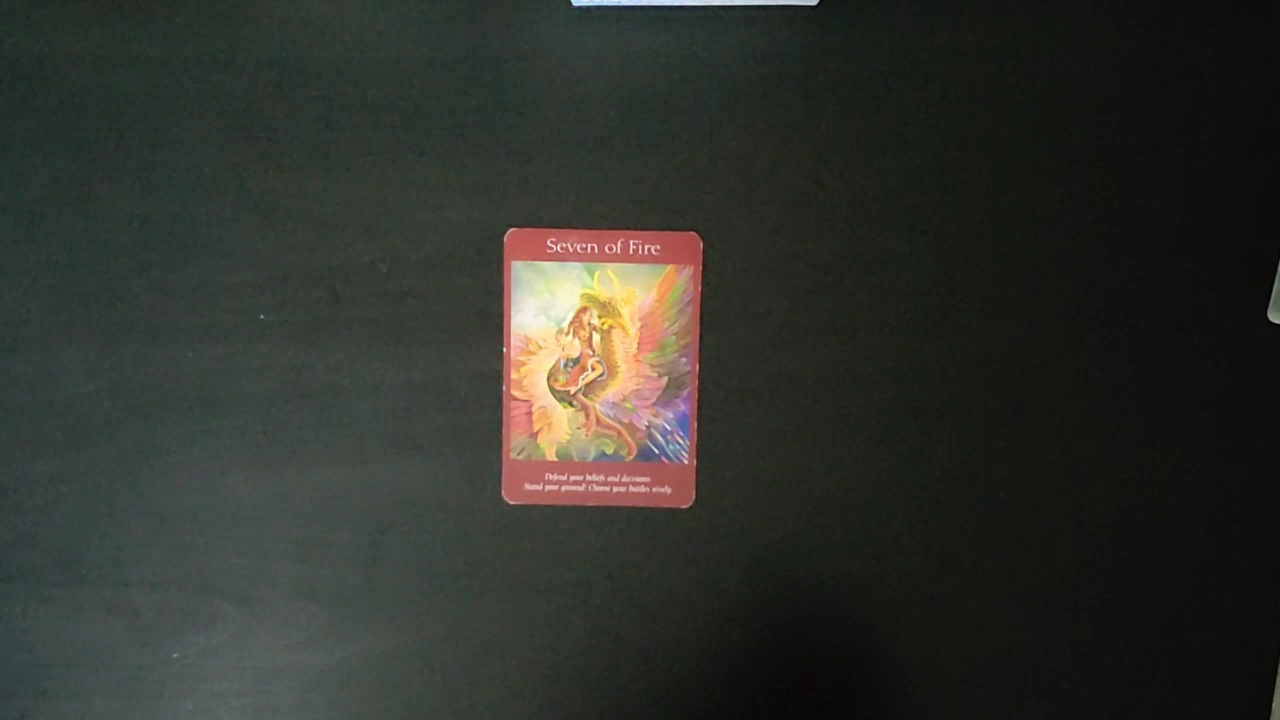 Seven of Fire
Defend your beliefs and decisions.
Stand your ground! Choose your battles wisely.